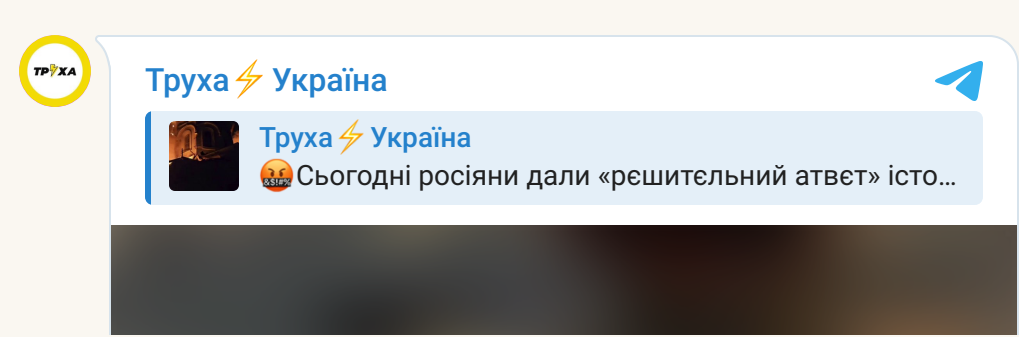 ТРУХА
Труха⚡Україна
Труха⚡Україна
🤬Сьогодні росіяни дали «рєшитєльний атвєт» істо...